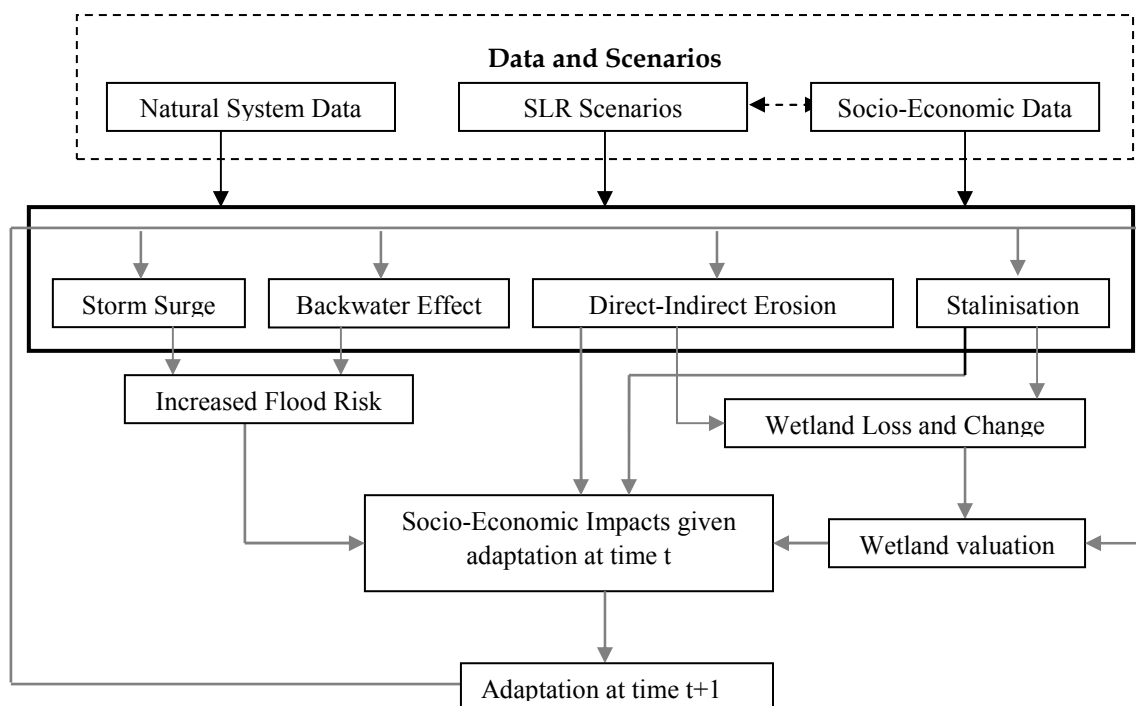 Data and Scenarios
Natural System Data
SLR Scenarios
Socio-Economic Data
Storm Surge
Backwater Effect
Direct-Indirect Erosion
Stalinisation
Increased Flood Risk
Wetland Loss and Change
Socio-Economic Impacts given
adaptation at time t
Wetland valuation
Adaptation at time t+1